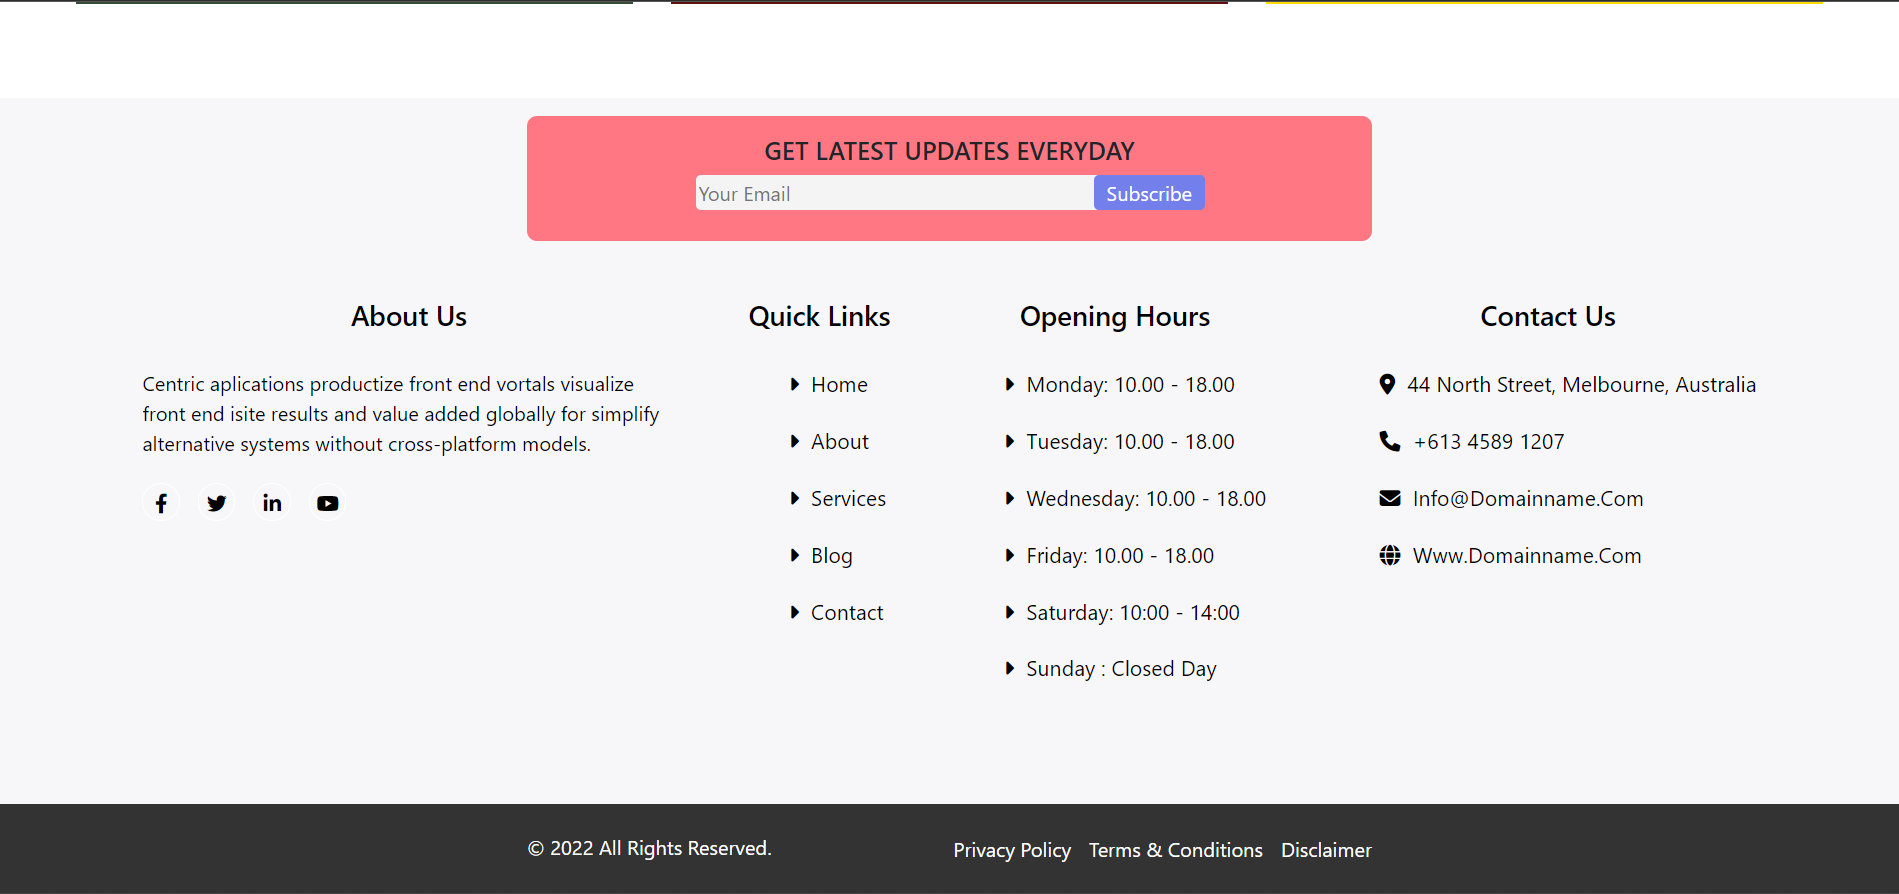 GET LATEST UPDATES EVERYDAY
Your Email
Subscribe
About Us
Centric aplications productize front end vortals visualize
front end isite results and value added globally for simplify
alternative systems without cross-platform models.
Quick Links
Home
About
Services
Blog
Contact
Opening Hours
Monday: 10.00 - 18.00
Tuesday: 10.00 - 18.00
Wednesday: 10.00 - 18.00
Friday: 10.00 - 18.00
Saturday: 10:00 - 14:00
Sunday : Closed Day
Contact Us
44 North Street, Melbourne, Australia
+613 4589 1207
Info@Domainname.Com
Www.Domainname.Com
© 2022 All Rights Reserved.
Privacy Policy Terms & Conditions Disclaimer